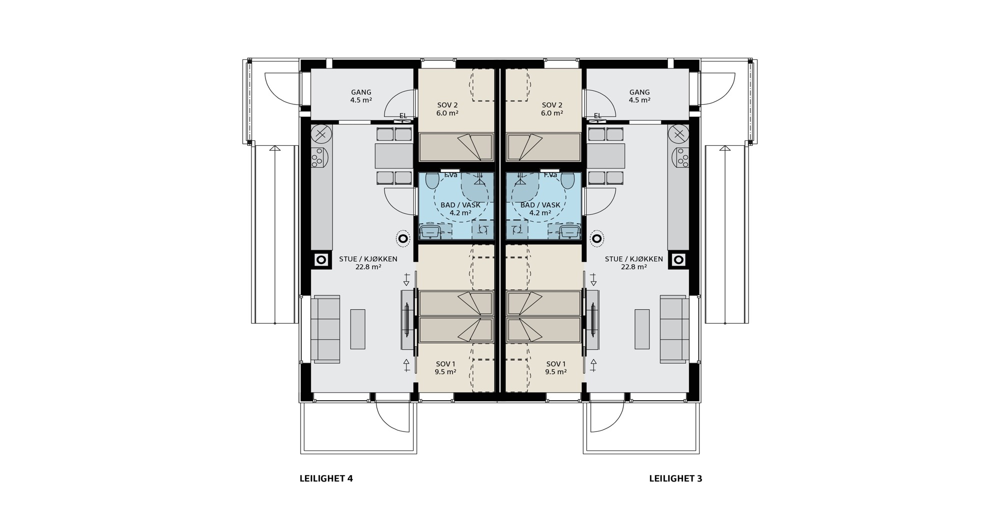 GANG
4.5 m²
EL
SOV 2
6.0 m²
SOV 2
6.0 m²
GANG
4.5 m²
EL
F.Va
BAD / VASK
4.2 m²
F.Va
BAD / VASK
4.2 m²
STUE / KJØKKEN
22.8 m²
STUE / KJØKKEN
22.8 m²
SOV 1
9.5 m²
SOV 1
9.5 m²
LEILIGHET 4
LEILIGHET 3